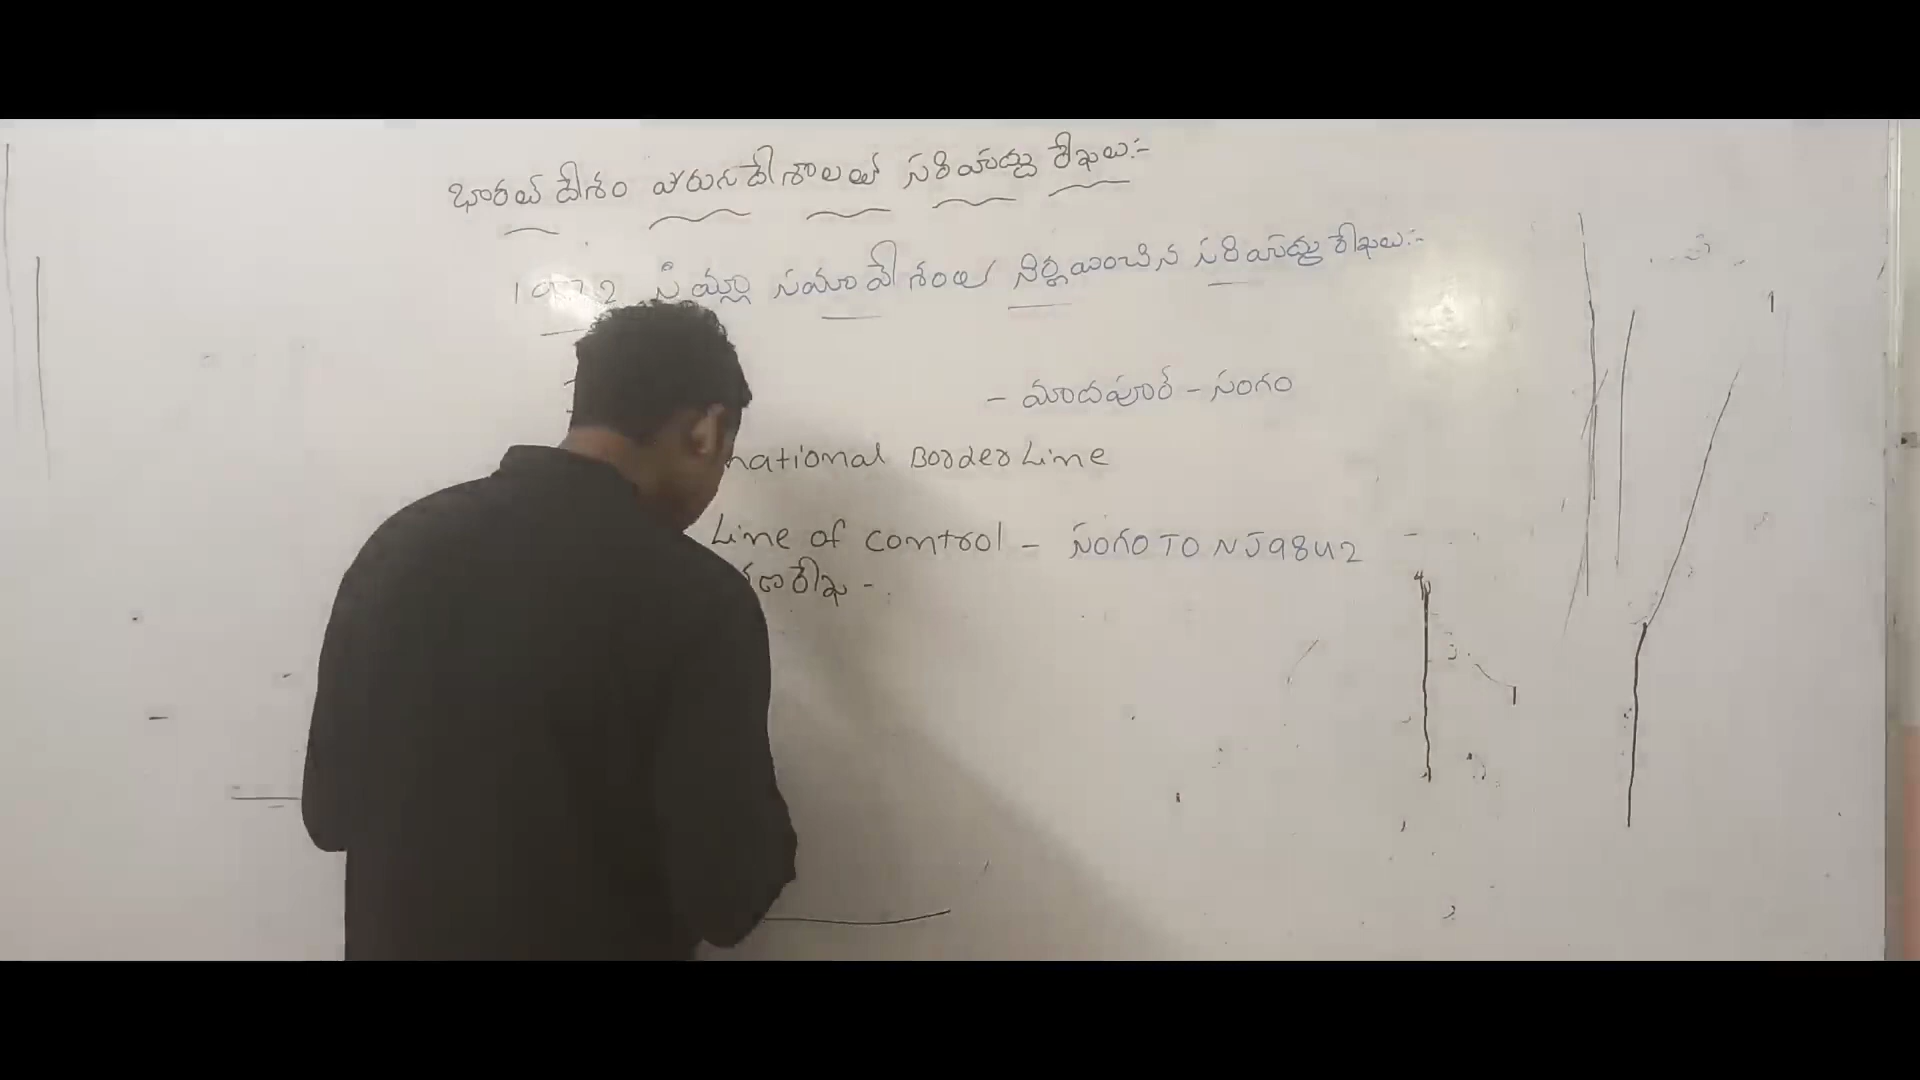 భారత్ దేశం పొరుగుదేశాలతో సరిహద్దు రేఖలు:-
1972 సిమ్లా సమావేశంలో నిర్ణయించిన సరిహద్దు రేఖలు:-
- మాదపూర్ - సంగం
national Border Line
Line of control - సంగం TO NJ9842
రేఖ -